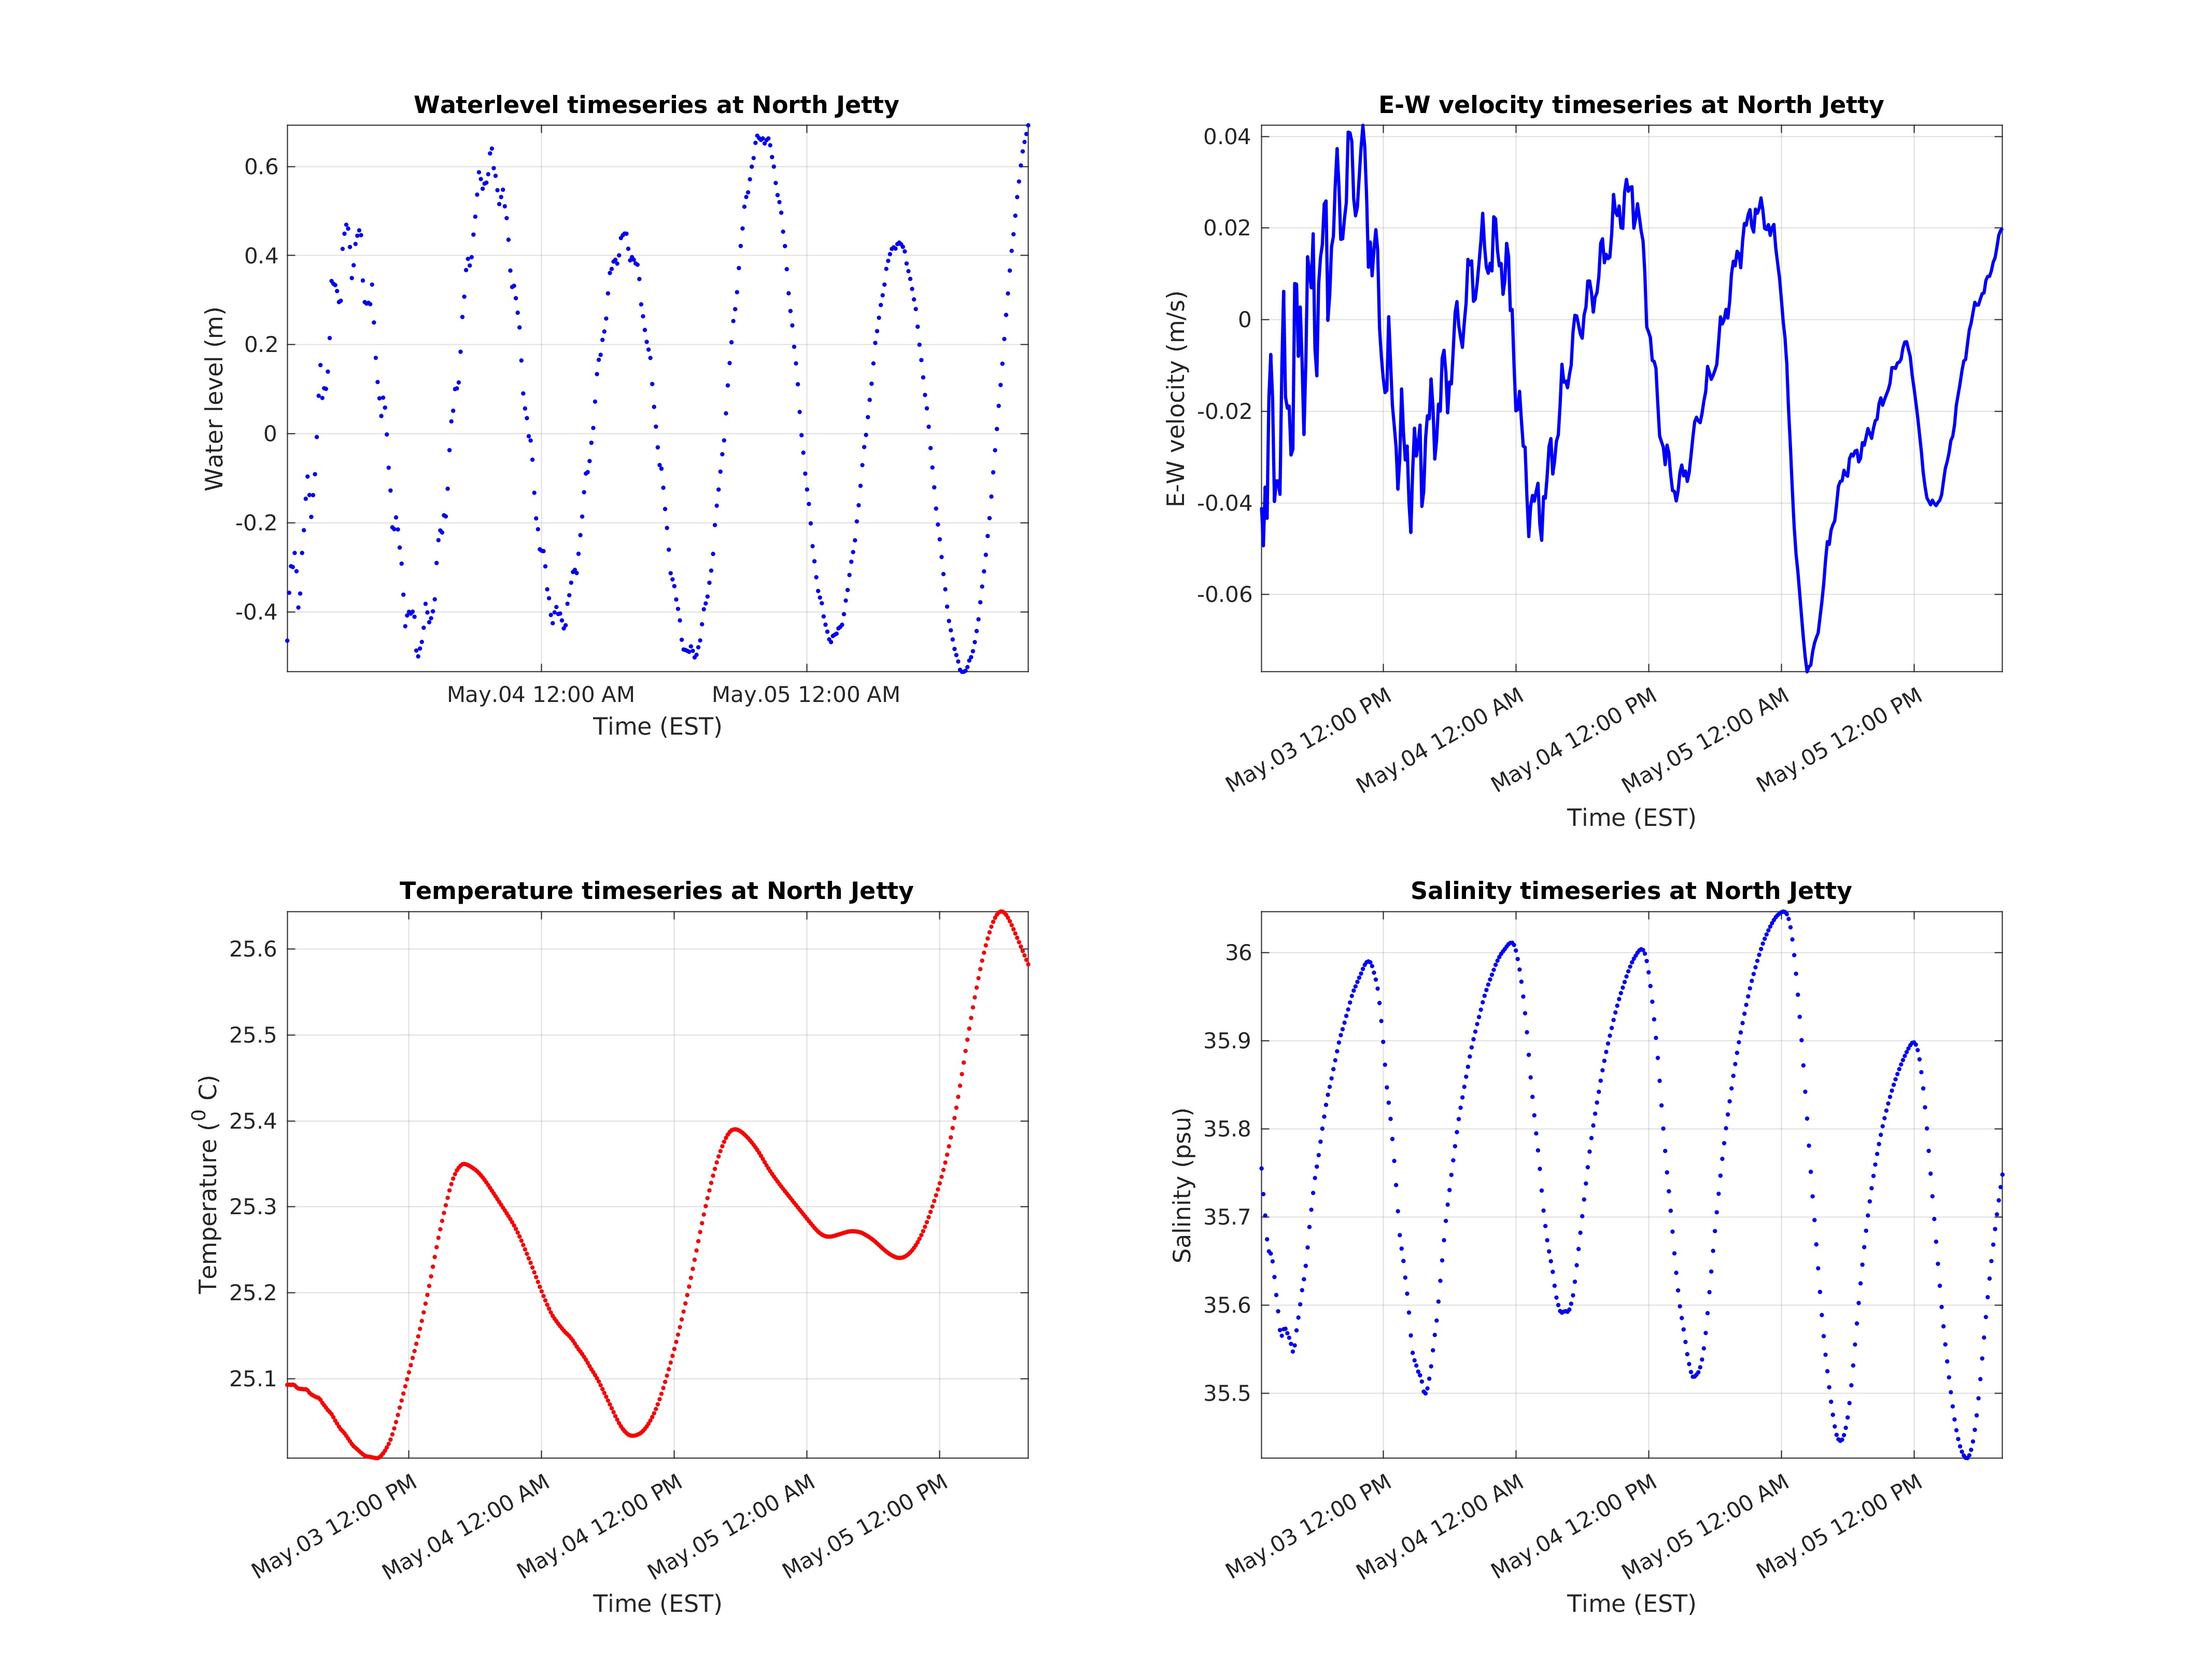 Waterlevel timeseries at North Jetty
0.6
0.4
0.2
0
-0.2
-0.4
Water level (m)
May.04 12:00 AM
May.05 12:00 AM
Time (EST)
E-W velocity timeseries at North Jetty
0.04
0.02
0
-0.02
-0.04
-0.06
E-W velocity (m/s)
May.03 12:00 PM
May.04 12:00 AM
May.04 12:00 PM
May.05 12:00 AM
May.05 12:00 PM
Time (EST)
Temperature timeseries at North Jetty
25.6
25.5
25.4
25.3
25.2
25.1
Temperature (⁰ C)
May.03 12:00 PM
May.04 12:00 AM
May.04 12:00 PM
May.05 12:00 AM
May.05 12:00 PM
Time (EST)
Salinity timeseries at North Jetty
36
35.9
35.8
35.7
35.6
35.5
Salinity (psu)
May.03 12:00 PM
May.04 12:00 AM
May.04 12:00 PM
May.05 12:00 AM
May.05 12:00 PM
Time (EST)